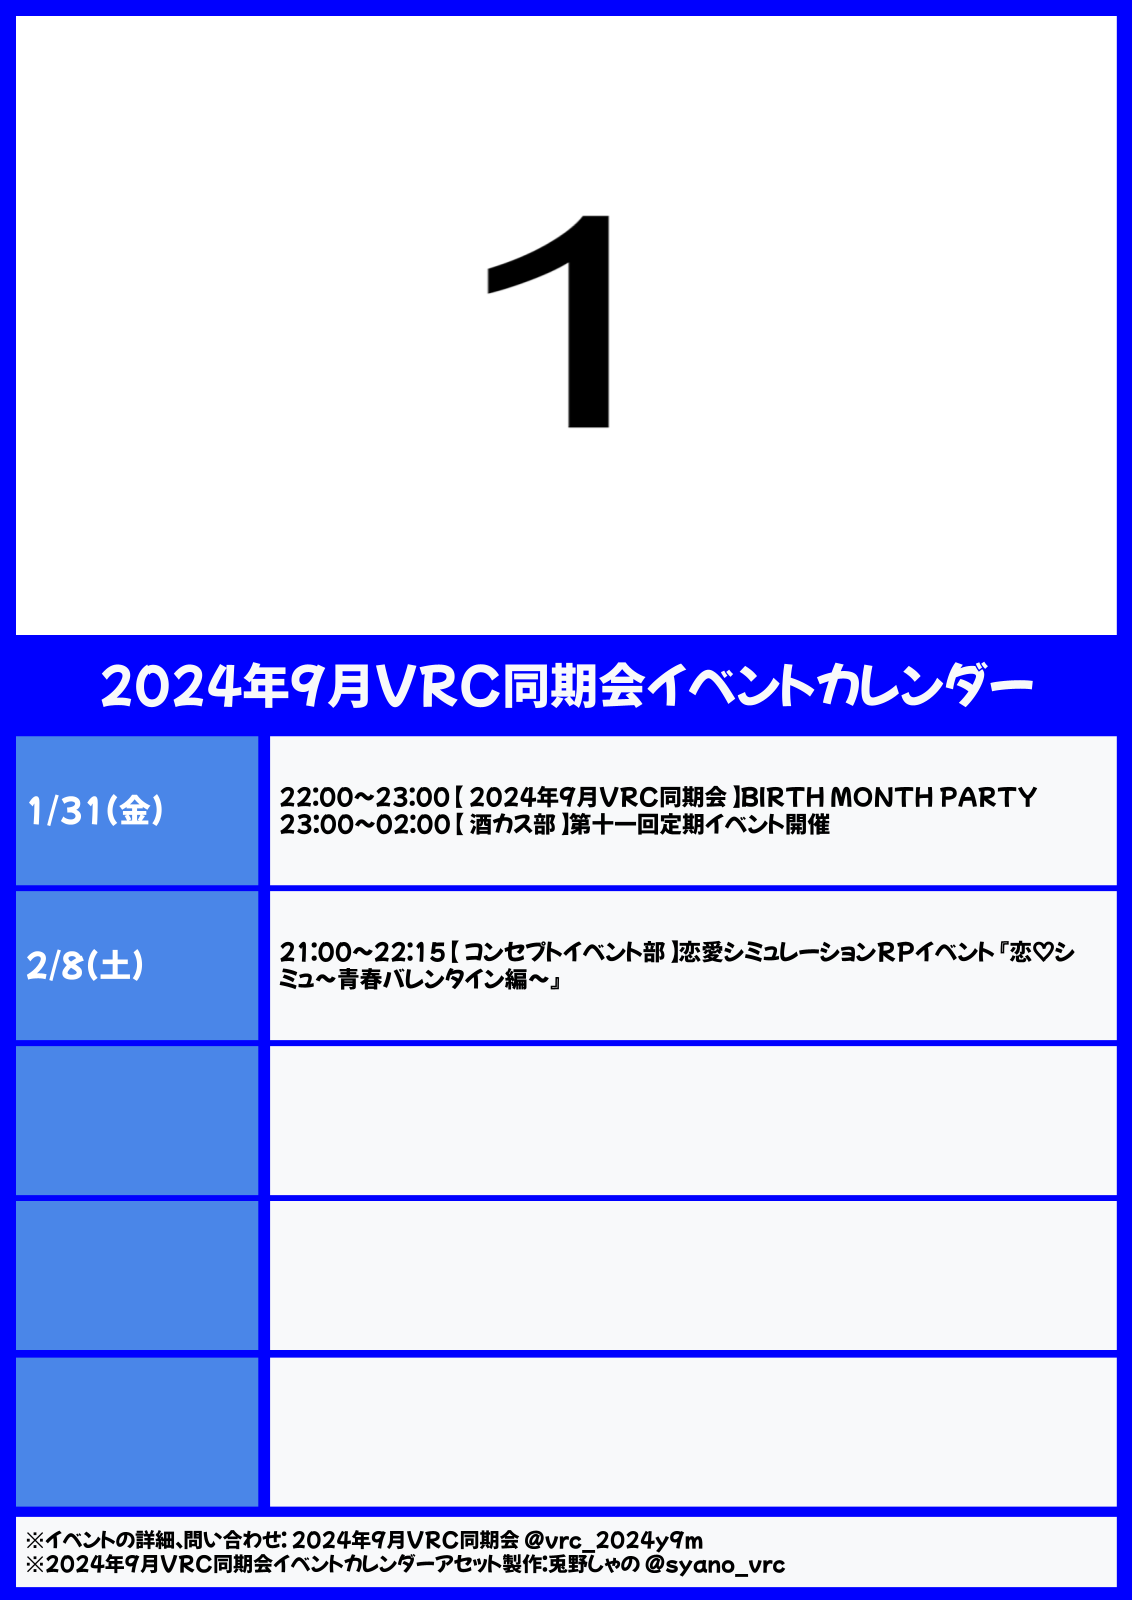 1
2024年9月VRC同期会イベントカレンダー
1/31(金)
22:00～23:00【 2024年9月VRC同期会 】BIRTH MONTH PARTY
23:00～02:00【 酒カス部 】第十一回定期イベント開催
2/8(土)
21:00～22:15【 コンセプトイベント部 】恋愛シミュレーションRPイベント『恋♡シ
ミュ～青春バレンタイン編～』
※イベントの詳細、問い合わせ: 2024年9月VRC同期会 @vrc_2024y9m
※2024年9月VRC同期会イベントカレンダーアセット製作:兎野しゃの @syano_vrc